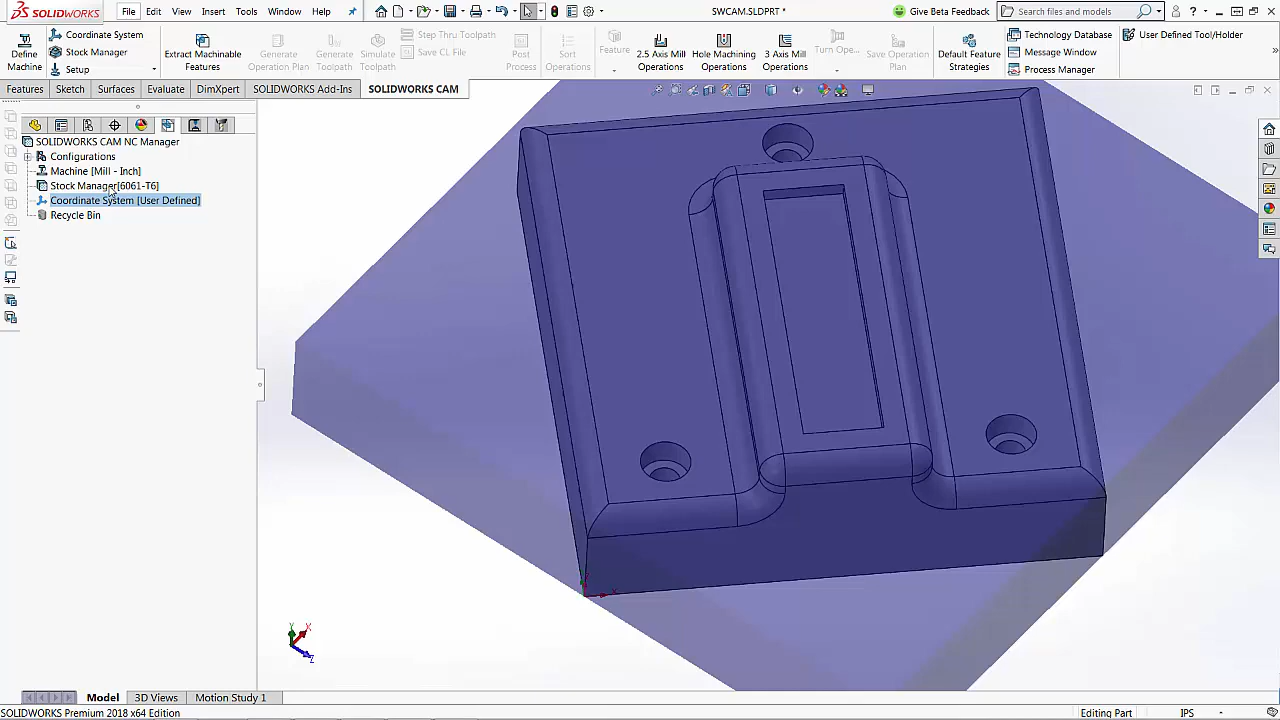 SOLIDWORKS File Edit View Insert Tools SolidWorks Help SWCAM.SLDPRT * Give Beta Feedback Search files and models
Define Machine
Coordinate System
Stock Manager
Setup
Extract Machinable Features
Generate Operation Plan
Generate Toolpath
Simulate Toolpath
Step Thru Toolpath
Save CL File
Post Process
Sort Operations
Feature
2.5 Axis Mill Operations
Hole Machining Operations
3 Axis Mill Operations
Turn Ope...
Save Operation Plan
Default Feature Strategies
Technology Database
Message Window
Process Manager
User Defined Tool/Holder
Features Sketch Surfaces Evaluate DimXpert SOLIDWORKS Add-Ins SOLIDWORKS CAM
SOLIDWORKS CAM NC Manager
Configurations
Machine [Mill - Inch]
Stock Manager[6061-T6]
Coordinate System [User Defined]
Recycle Bin
X
Y
X
Z
Model 3D Views Motion Study 1
SOLIDWORKS Premium 2018 x64 Edition Editing Part IPS